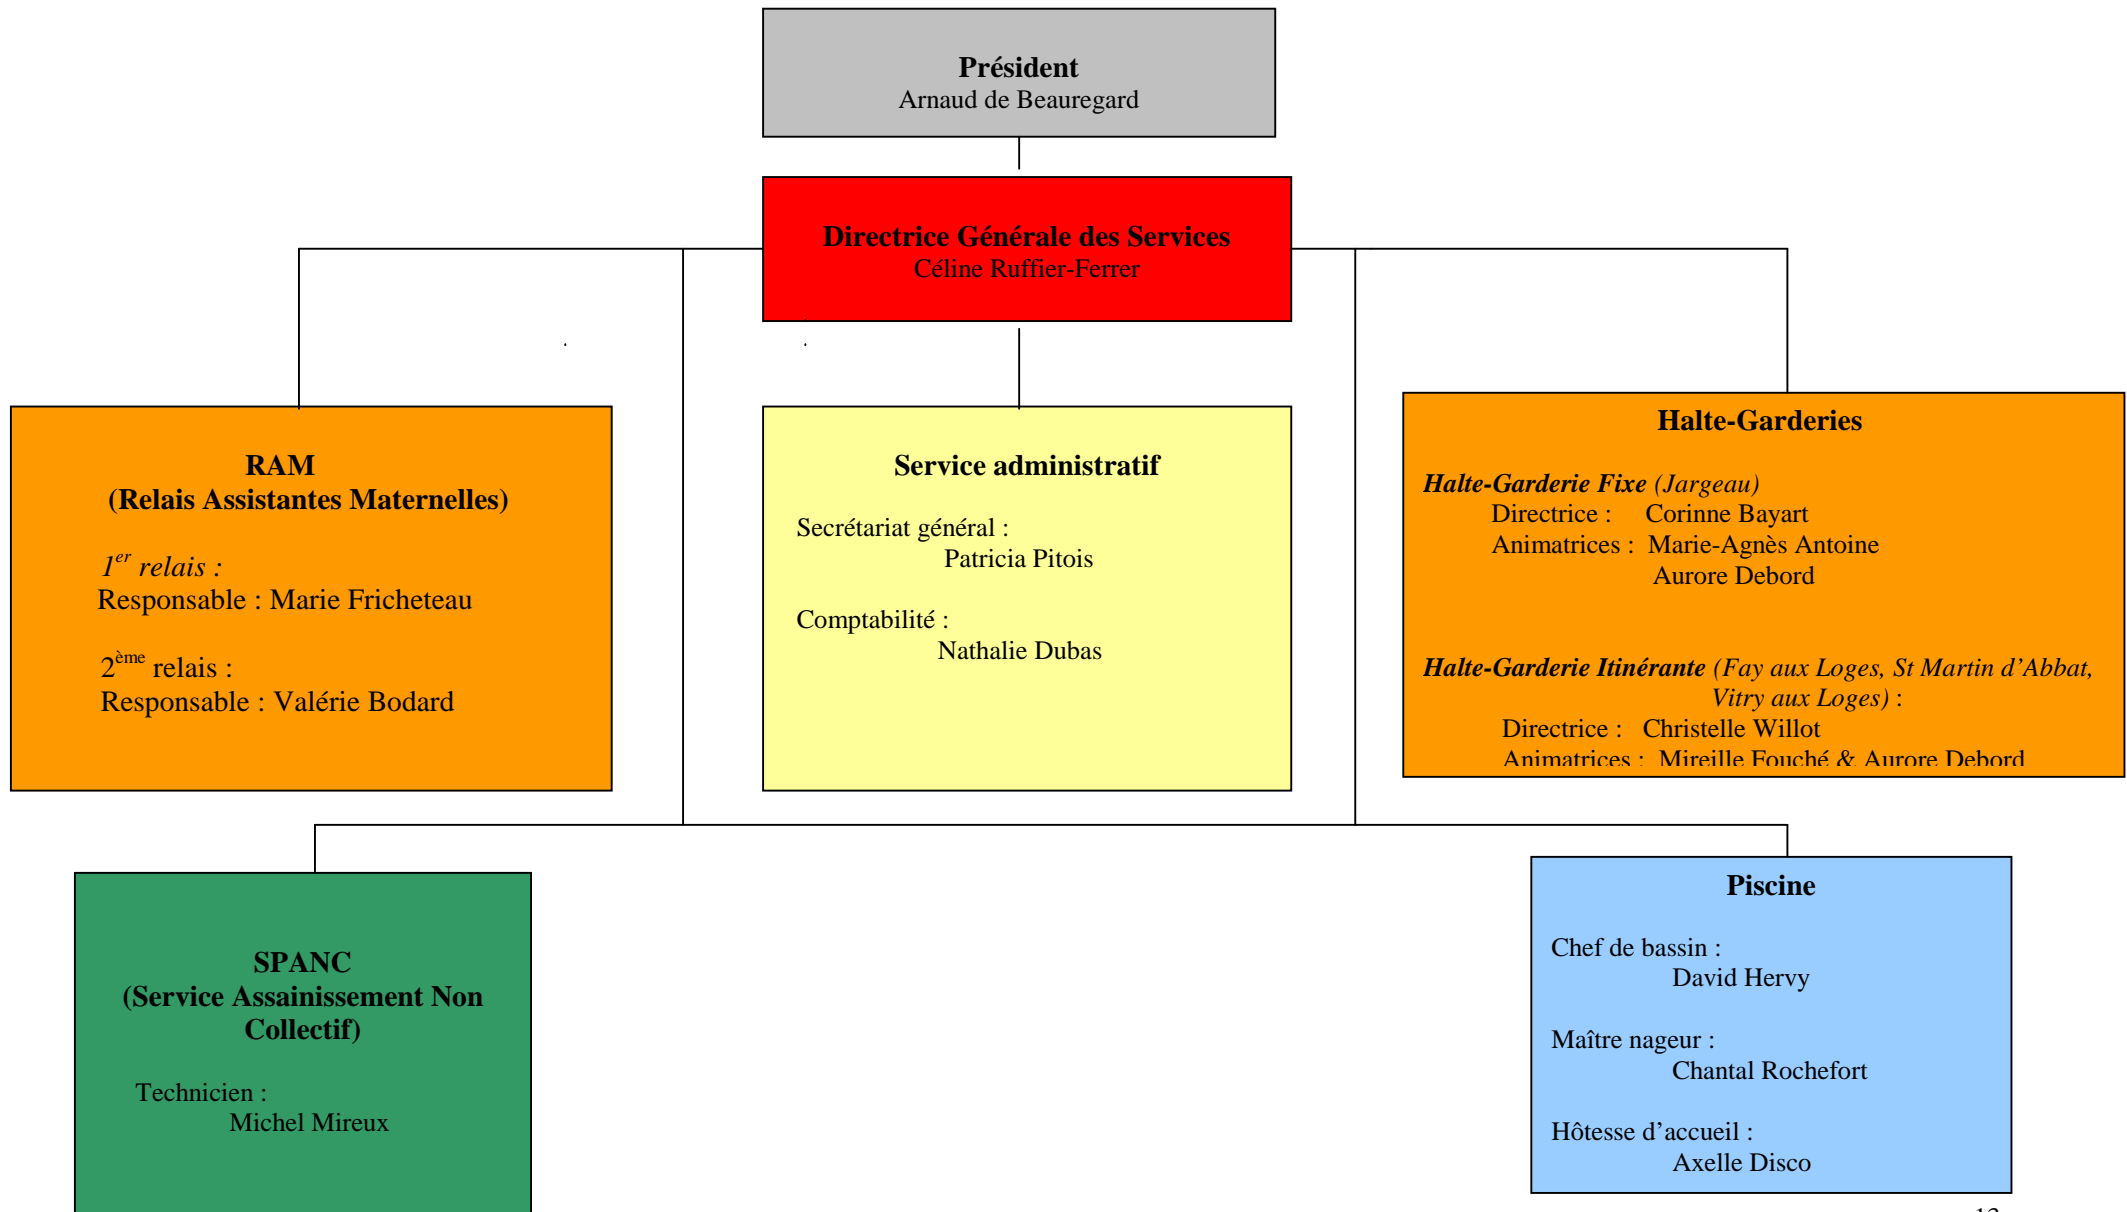 Président
Arnaud de Beauregard
Directrice Générale des Services
Céline Ruffier-Ferrer
RAM
(Relais Assistantes Maternelles)
1er relais :
Responsable : Marie Fricheteau
2ème relais :
Responsable : Valérie Bodard
Service administratif
Secrétariat général :
Patricia Pitois
Comptabilité :
Nathalie Dubas
Halte-Garderies
Halte-Garderie Fixe (Jargeau)
Directrice : Corinne Bayart
Animatrices : Marie-Agnès Antoine
Aurore Debord
Halte-Garderie Itinérante (Fay aux Loges, St Martin d’Abbat,
Vitry aux Loges) :
Directrice : Christelle Willot
Animatrices : Mireille Fouché & Aurore Debord
SPANC
(Service Assainissement Non
Collectif)
Technicien :
Michel Mireux
Piscine
Chef de bassin :
David Hervy
Maître nageur :
Chantal Rochefort
Hôtesse d’accueil :
Axelle Disco